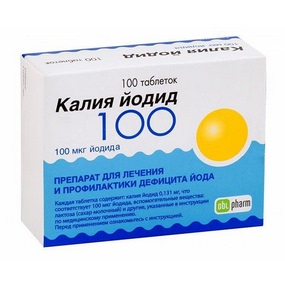 100 таблеток
Калия йодид
100
100 мкг йодида
ПРЕПАРАТ ДЛЯ ЛЕЧЕНИЯ
И ПРОФИЛАКТИКИ ДЕФИЦИТА ЙОДА
Каждая таблетка содержит: калия йодид 0,131 мг, что
соответствует 100 мкг йодида, вспомогательные вещества:
лактоза (сахар молочный) и другие, указанные в инструкции
по медицинскому применению.
Перед применением ознакомьтесь с инструкцией.
obl pharm